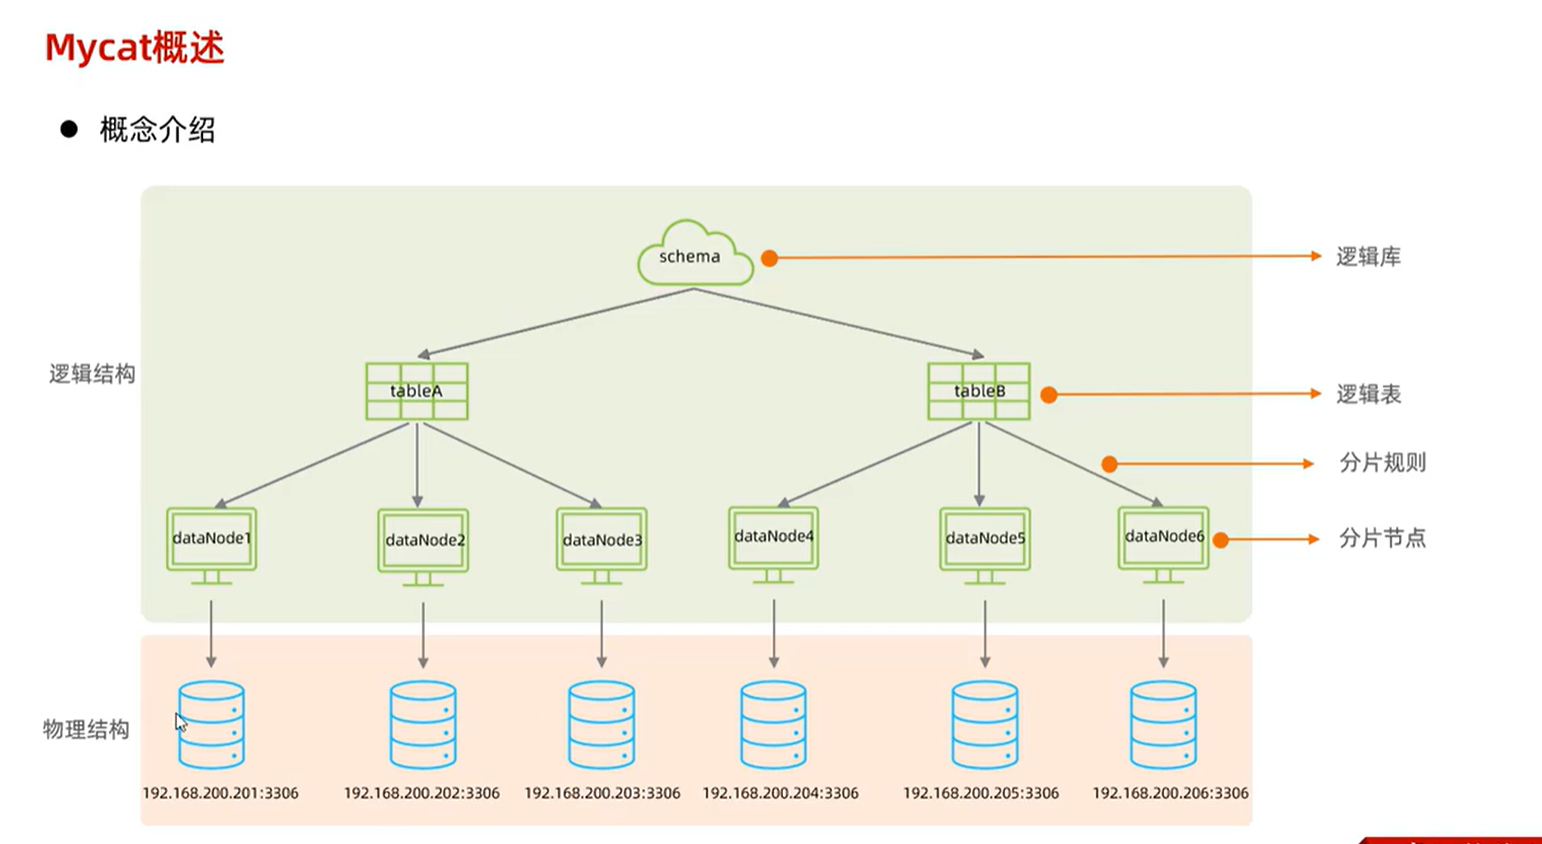 Mycat概述
● 概念介绍
schema
逻辑库
逻辑结构
tableA
tableB
逻辑表
分片规则
dataNode1
dataNode2
dataNode3
dataNode4
dataNode5
dataNode6
分片节点
物理结构
192.168.200.201:3306
192.168.200.202:3306
192.168.200.203:3306
192.168.200.204:3306
192.168.200.205:3306
192.168.200.206:3306